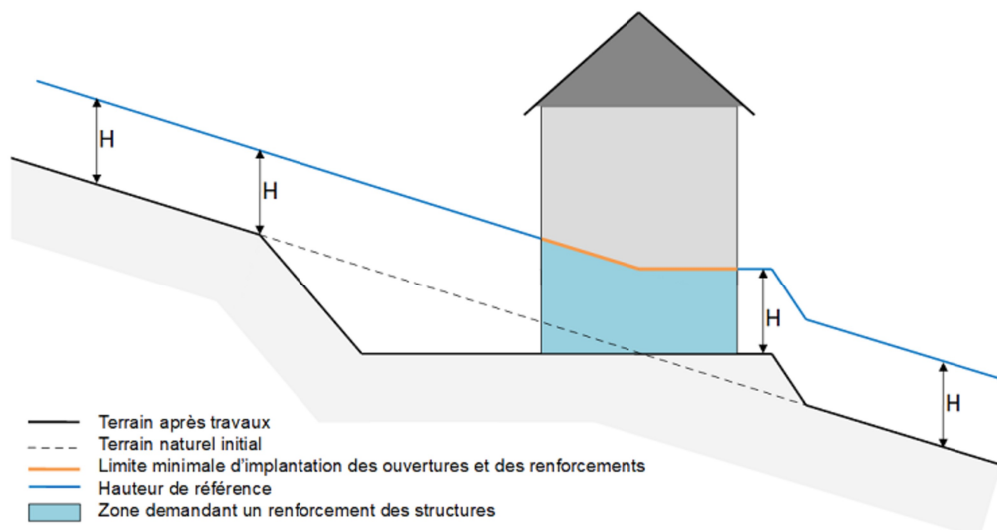 H
H
H
H
Terrain après travaux
Terrain naturel initial
Limite minimale d'implantation des ouvertures et des renforcements
Hauteur de référence
Zone demandant un renforcement des structures